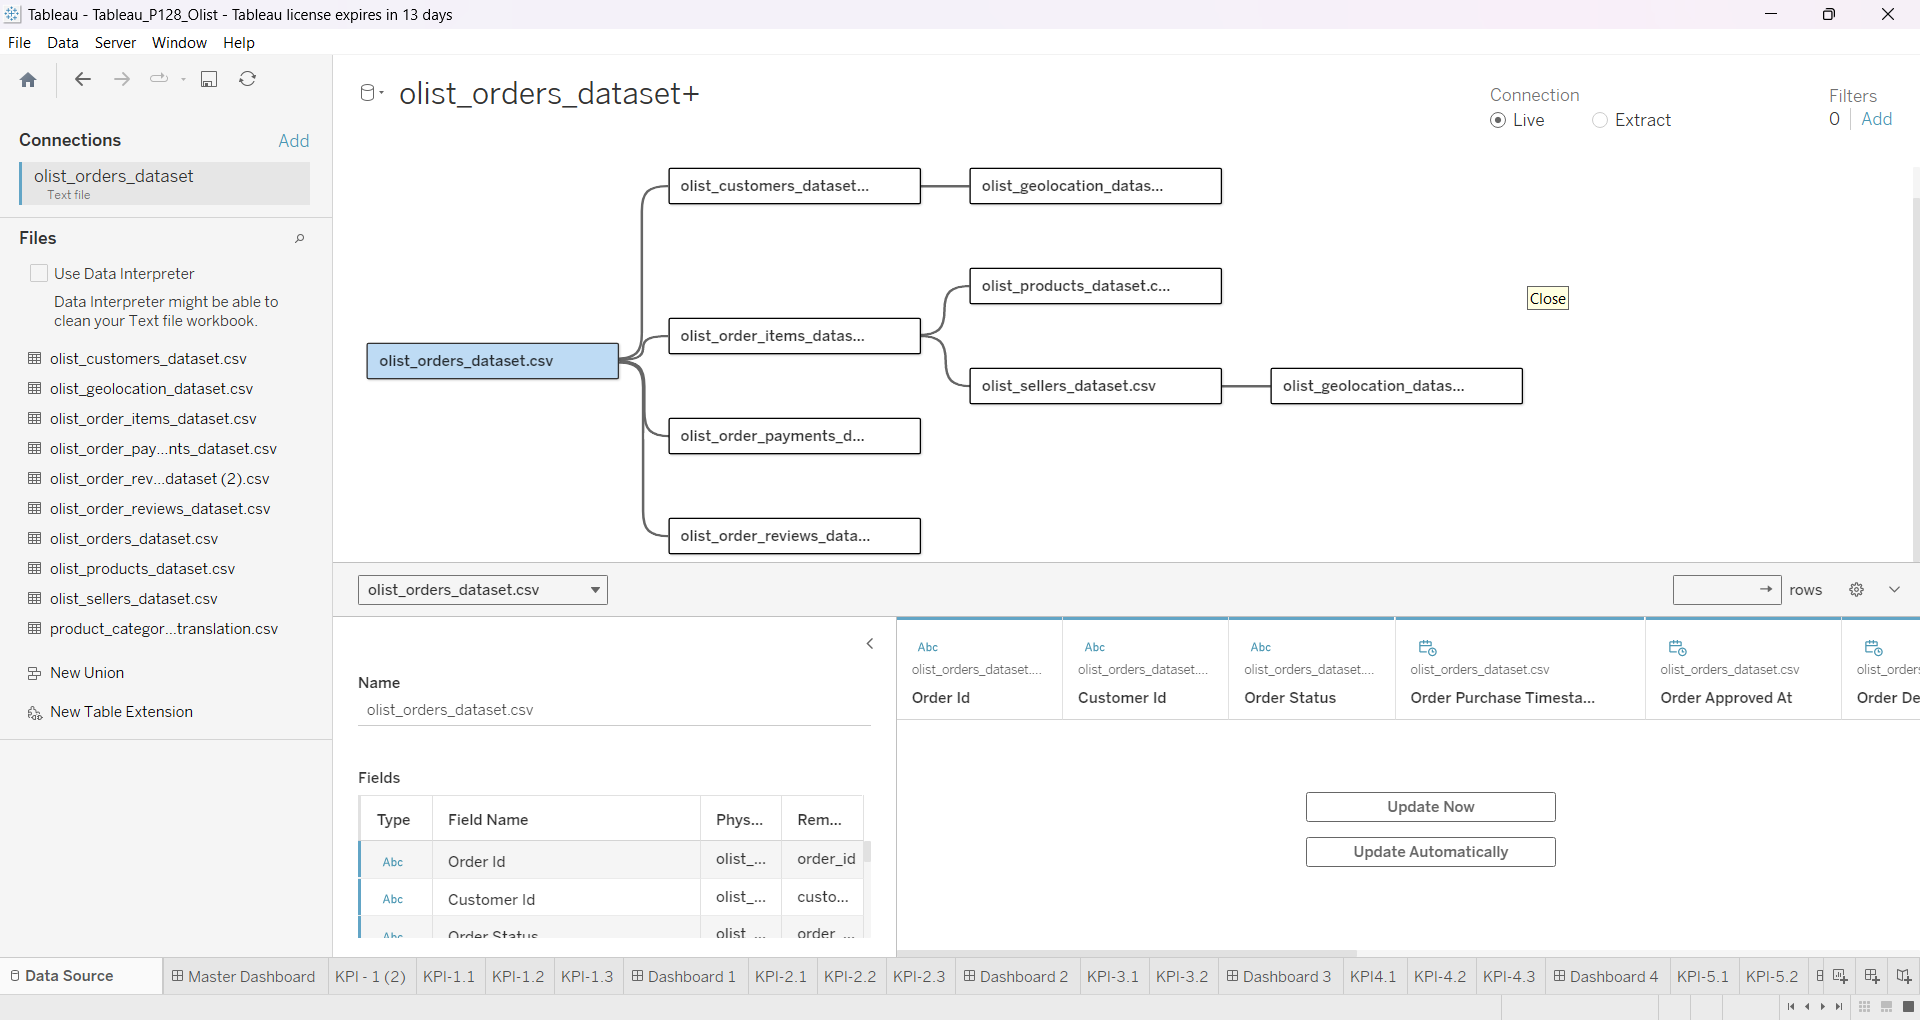 Tableau - Tableau_P128_Olist - Tableau license expires in 13 days
File Data Server Window Help
Connections Add
olist_orders_dataset
Text file
Files
Use Data Interpreter
Data Interpreter might be able to
clean your Text file workbook.
olist_customers_dataset.csv
olist_geolocation_dataset.csv
olist_order_items_dataset.csv
olist_order_pay...nts_dataset.csv
olist_order_rev...dataset (2).csv
olist_order_reviews_dataset.csv
olist_orders_dataset.csv
olist_products_dataset.csv
olist_sellers_dataset.csv
product_categor...translation.csv
New Union
New Table Extension
olist_orders_dataset+
Connection
Live Extract
Filters
0 Add
olist_customers_dataset... olist_geolocation_datas...
olist_products_dataset.c...
Close
olist_order_items_datas...
olist_orders_dataset.csv
olist_sellers_dataset.csv olist_geolocation_datas...
olist_order_payments_d...
olist_order_reviews_data...
olist_orders_dataset.csv rows
Name
olist_orders_dataset.csv
Fields
Type Field Name Phys... Rem...
Abc Order Id olist_... order_id
Abc Customer Id olist_... custo...
Abc Order Status olist_... order_...
Abc Abc Abc
olist_orders_dataset.... olist_orders_dataset.... olist_orders_dataset.... olist_orders_dataset.csv olist_orders_dataset.csv olist_orders
Order Id Customer Id Order Status Order Purchase Timesta... Order Approved At Order De
Update Now
Update Automatically
Data Source Master Dashboard KPI - 1 (2) KPI-1.1 KPI-1.2 KPI-1.3 Dashboard 1 KPI-2.1 KPI-2.2 KPI-2.3 Dashboard 2 KPI-3.1 KPI-3.2 Dashboard 3 KPI4.1 KPI-4.2 KPI-4.3 Dashboard 4 KPI-5.1 KPI-5.2